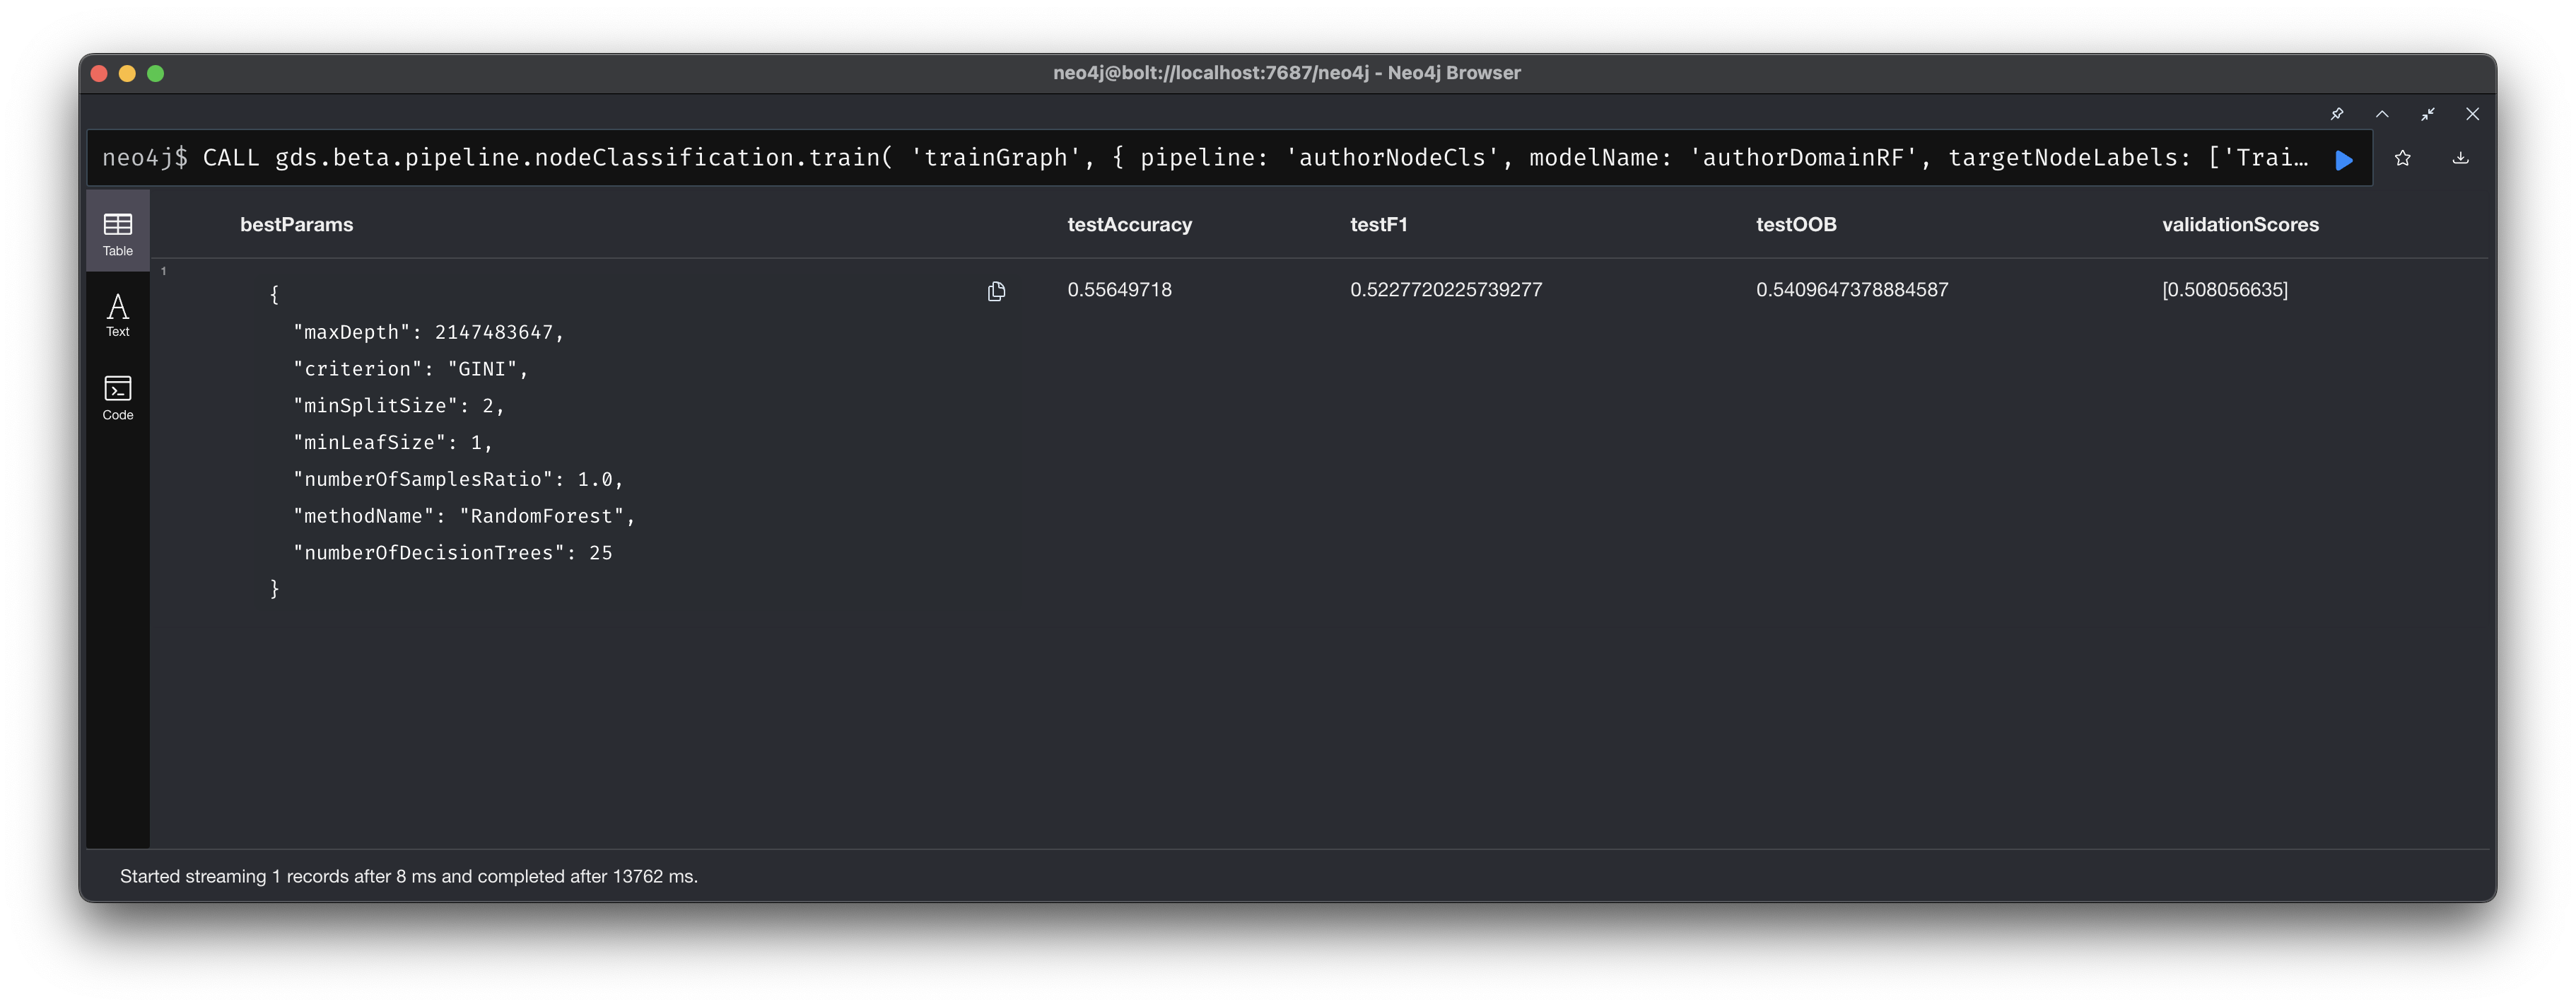 neo4j@bolt://localhost:7687/neo4j - Neo4j Browser
neo4j$ CALL gds.beta.pipeline.nodeClassification.train( 'trainGraph', { pipeline: 'authorNodeCls', modelName: 'authorDomainRF', targetNodeLabels: ['Trai…
Table
Text
Code
bestParams testAccuracy testF1 testOOB validationScores
1
{ 0.55649718 0.5227720225739277 0.5409647378884587 [0.508056635]
"maxDepth": 2147483647,
"criterion": "GINI",
"minSplitSize": 2,
"minLeafSize": 1,
"numberOfSamplesRatio": 1.0,
"methodName": "RandomForest",
"numberOfDecisionTrees": 25
}
Started streaming 1 records after 8 ms and completed after 13762 ms.